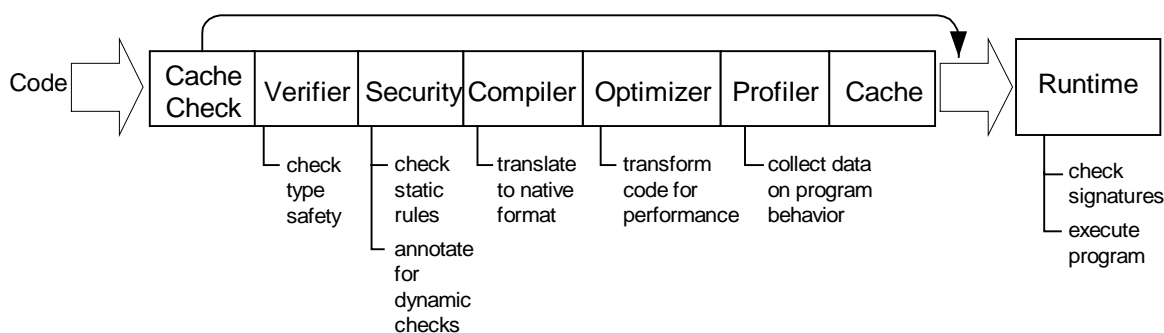 Code
Cache
Check
Verifier
Security
Compiler
Optimizer
Profiler
Cache
Runtime
check
type
safety
check
static
rules
annotate
for
dynamic
checks
translate
to native
format
transform
code for
performance
collect data
on program
behavior
check
signatures
execute
program